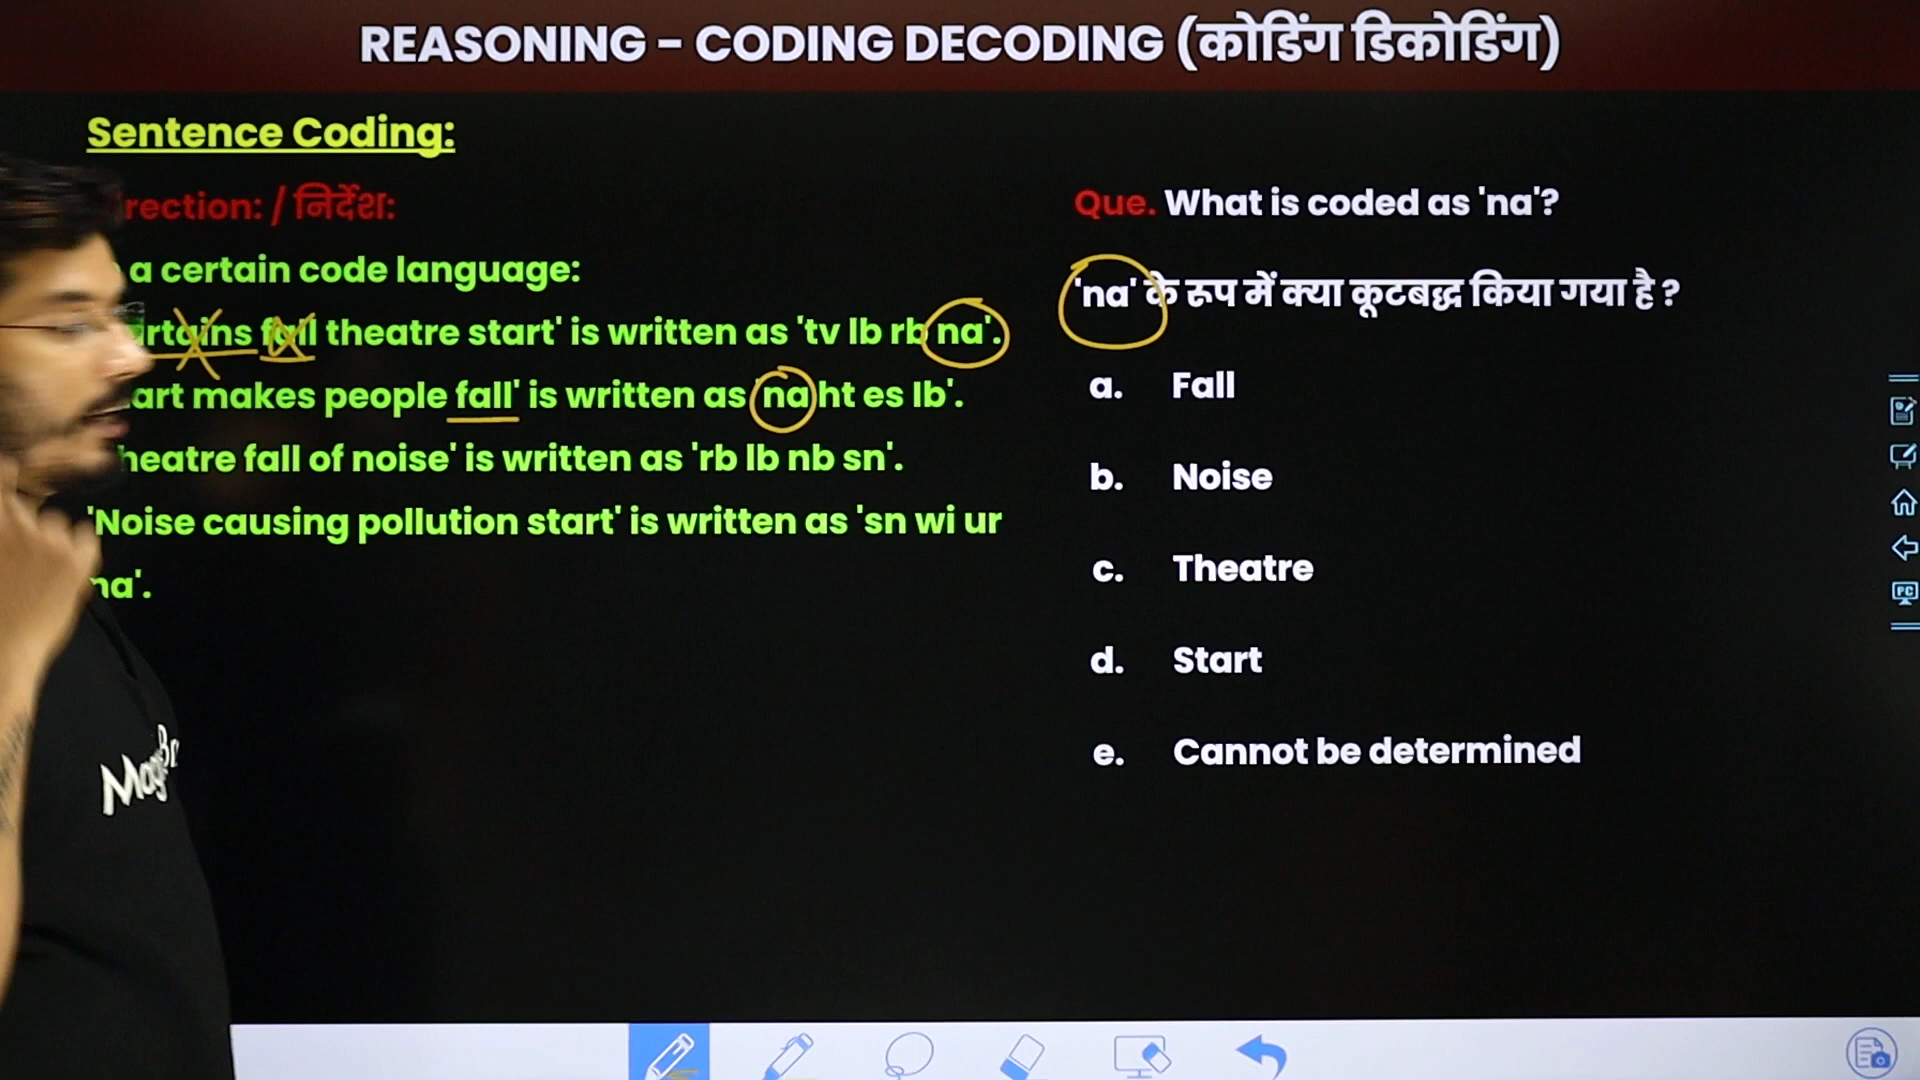 REASONING - CODING DECODING (कोडिंग डिकोडिंग)
Sentence Coding:
rection: / निर्देश:
a certain code language:
rtains fall theatre start' is written as 'tv lb rb na'.
art makes people fall' is written as 'na ht es lb'.
heatre fall of noise' is written as 'rb lb nb sn'.
'Noise causing pollution start' is written as 'sn wi ur
na'.
Que. What is coded as 'na'?
'na' के रूप में क्या कूटबद्ध किया गया है ?
a. Fall
b. Noise
c. Theatre
d. Start
e. Cannot be determined
PC